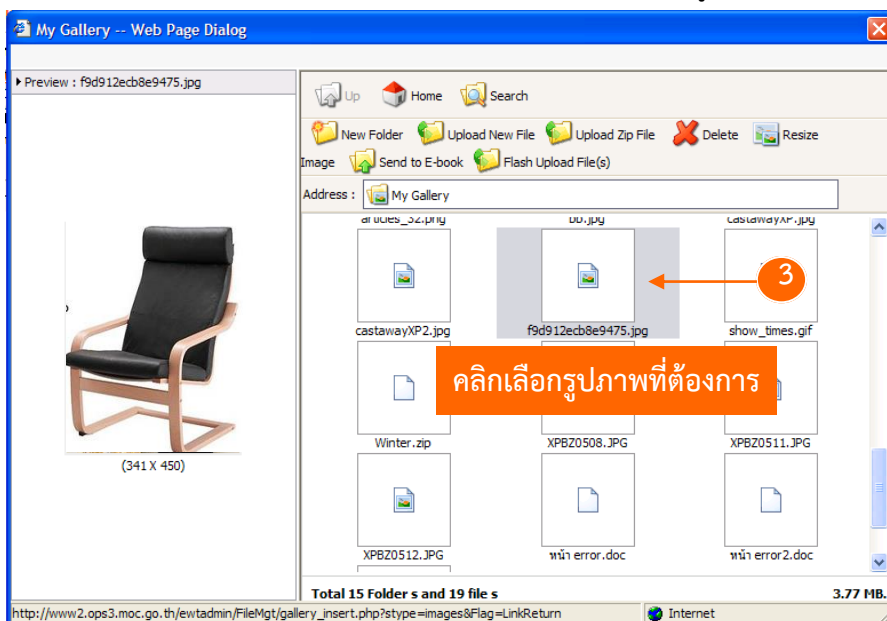 My Gallery -- Web Page Dialog
Preview : f9d912ecb8e9475.jpg
Up Home Search
New Folder Upload New File Upload Zip File Delete Resize
Image Send to E-book Flash Upload File(s)
Address : My Gallery
articles_32.png bb.jpg castawayXP.jpg
3
castawayXP2.jpg f9d912ecb8e9475.jpg show_times.gif
คลิกเลือกรูปภาพที่ต้องการ
Winter.zip XPBZ0508.JPG XPBZ0511.JPG
(341 X 450)
XPBZ0512.JPG หน้า error.doc หน้า error2.doc
Total 15 Folder s and 19 file s 3.77 MB.
http://www2.ops3.moc.go.th/ewtadmin/FileMgt/gallery_insert.php?stype=images&Flag=LinkReturn Internet